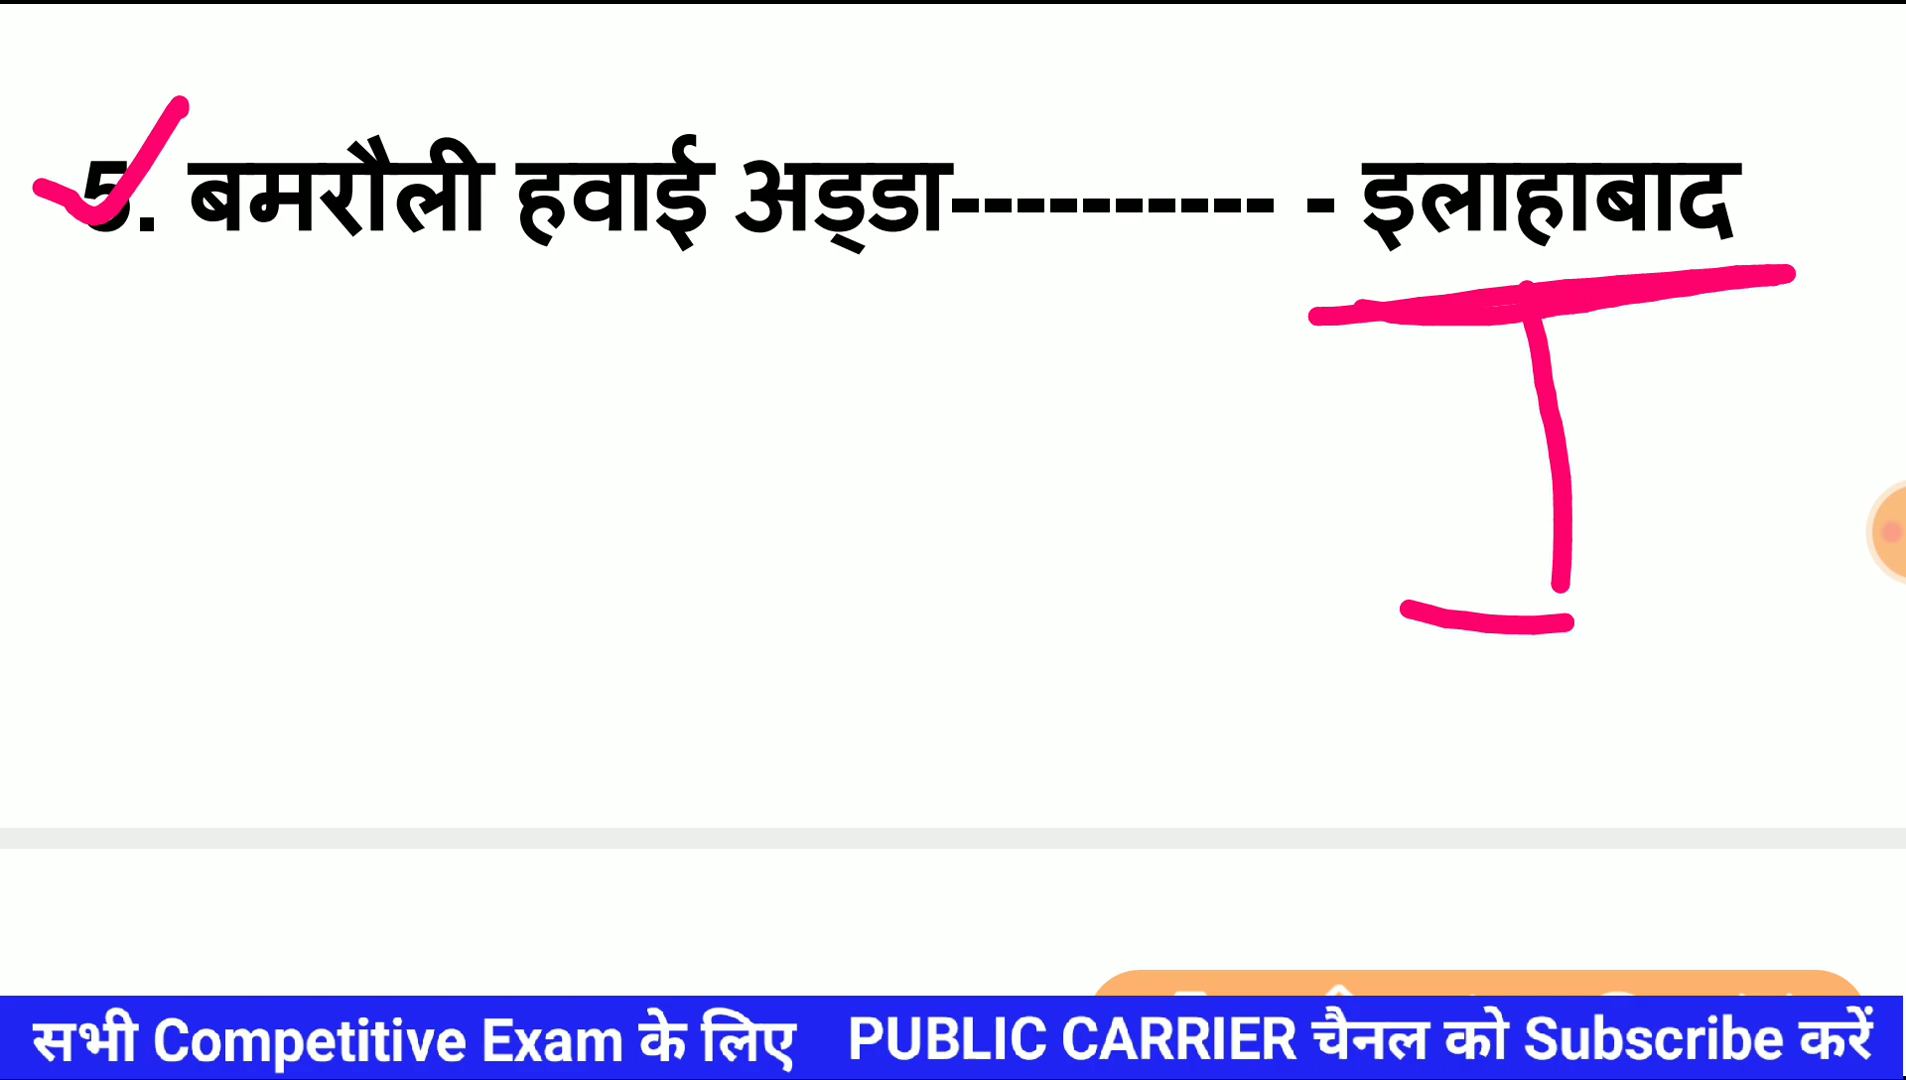 5. बमरौली हवाई अड्डा---------- - इलाहाबाद
सभी Competitive Exam के लिए PUBLIC CARRIER चैनल को Subscribe करें